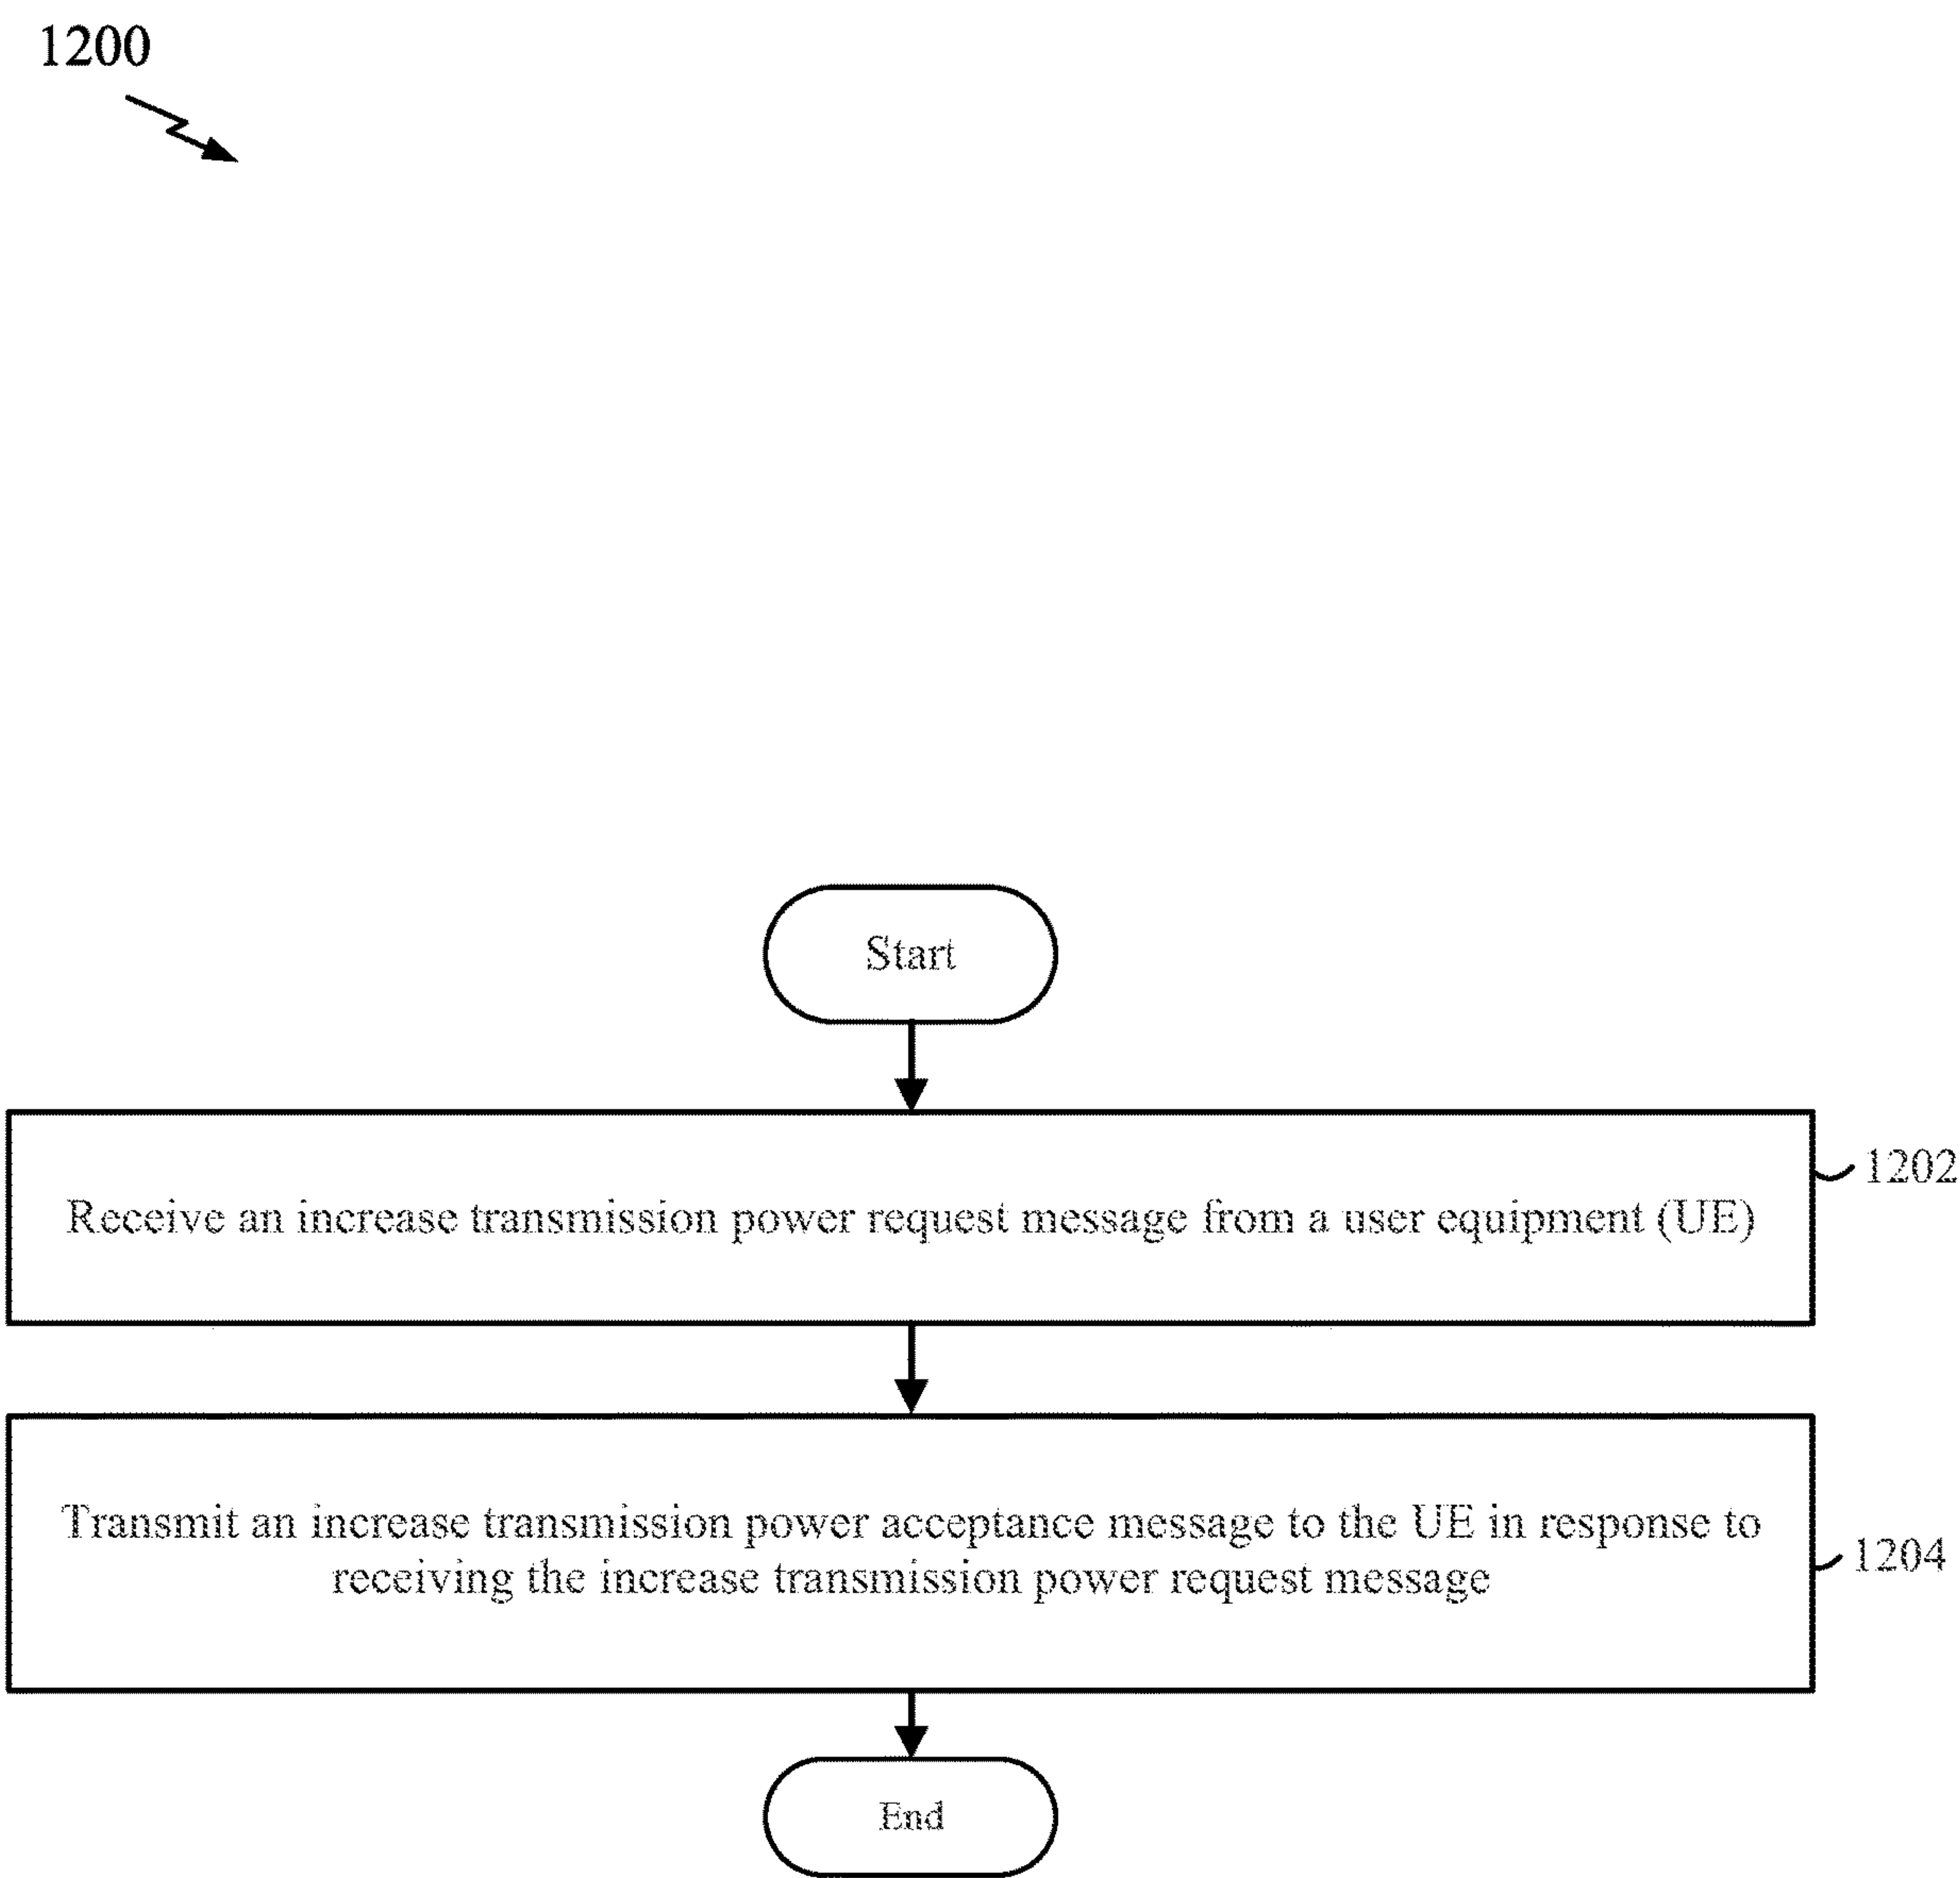 1200
Start
Receive an increase transmission power request message from a user equipment (UE)
1202
Transmit an increase transmission power acceptance message to the UE in response to
receiving the increase transmission power request message
1204
End